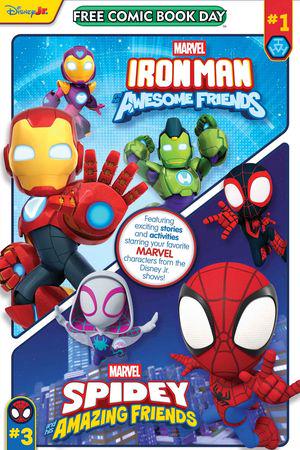 Disney Jr.
FREE COMIC BOOK DAY
#1
MARVEL
IRON MAN
and his
AWESOME FRIENDS
Featuring
exciting stories
and activities
starring your favorite
MARVEL
characters from the
Disney Jr.
shows!
MARVEL
SPIDEY
and his
AMAZING FRIENDS
#3